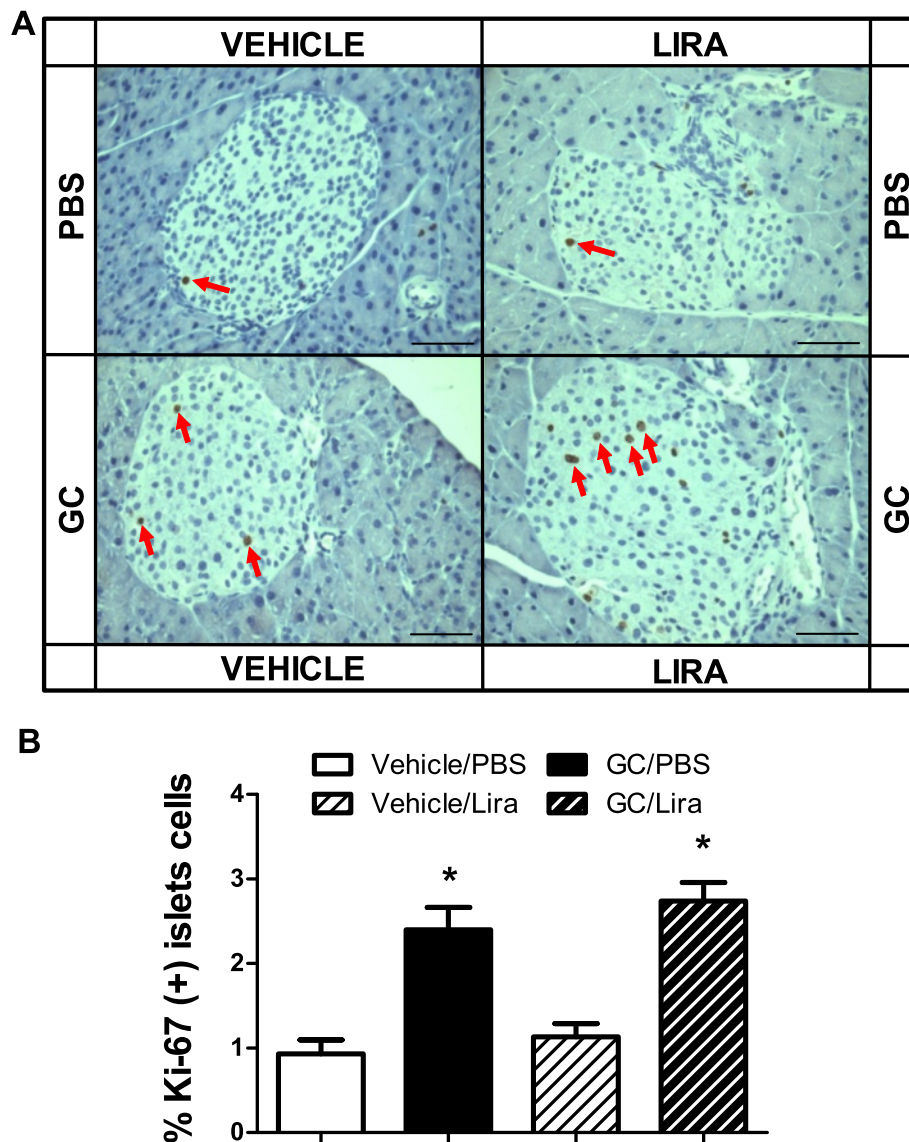 A
VEHICLE LIRA
PBS PBS
GC GC
VEHICLE LIRA
B
Vehicle/PBS GC/PBS
Vehicle/Lira GC/Lira
% Ki-67 (+) islets cells
4
3
2
1
0
* *